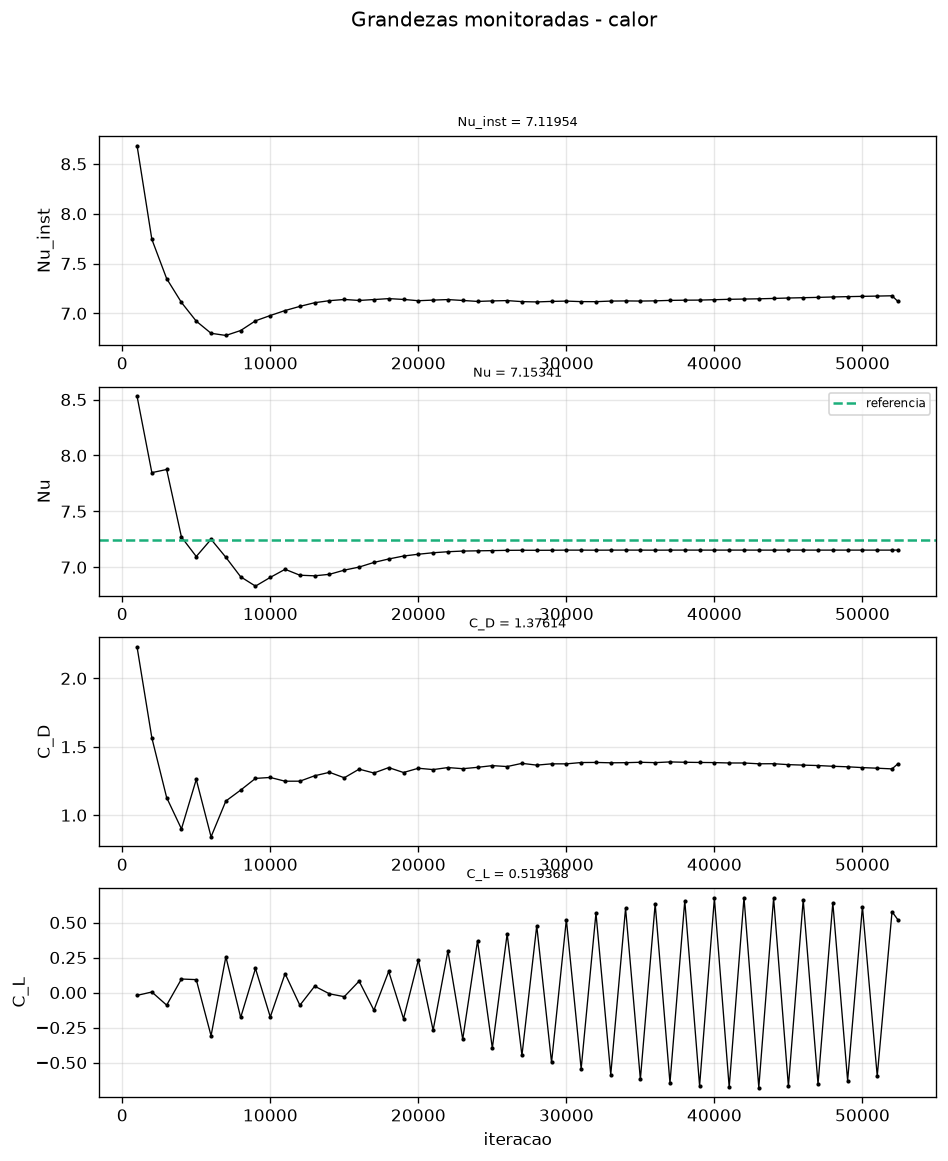 Grandezas monitoradas - calor
Nu_inst = 7.11954
8.5
8.0
7.5
7.0
Nu_inst
0 10000 20000 30000 40000 50000
Nu = 7.15341
8.5
8.0
7.5
7.0
Nu
referencia
0 10000 20000 30000 40000 50000
C_D = 1.37614
2.0
1.5
1.0
C_D
0 10000 20000 30000 40000 50000
C_L = 0.519368
0.50
0.25
0.00
−0.25
−0.50
C_L
0 10000 20000 30000 40000 50000
iteracao